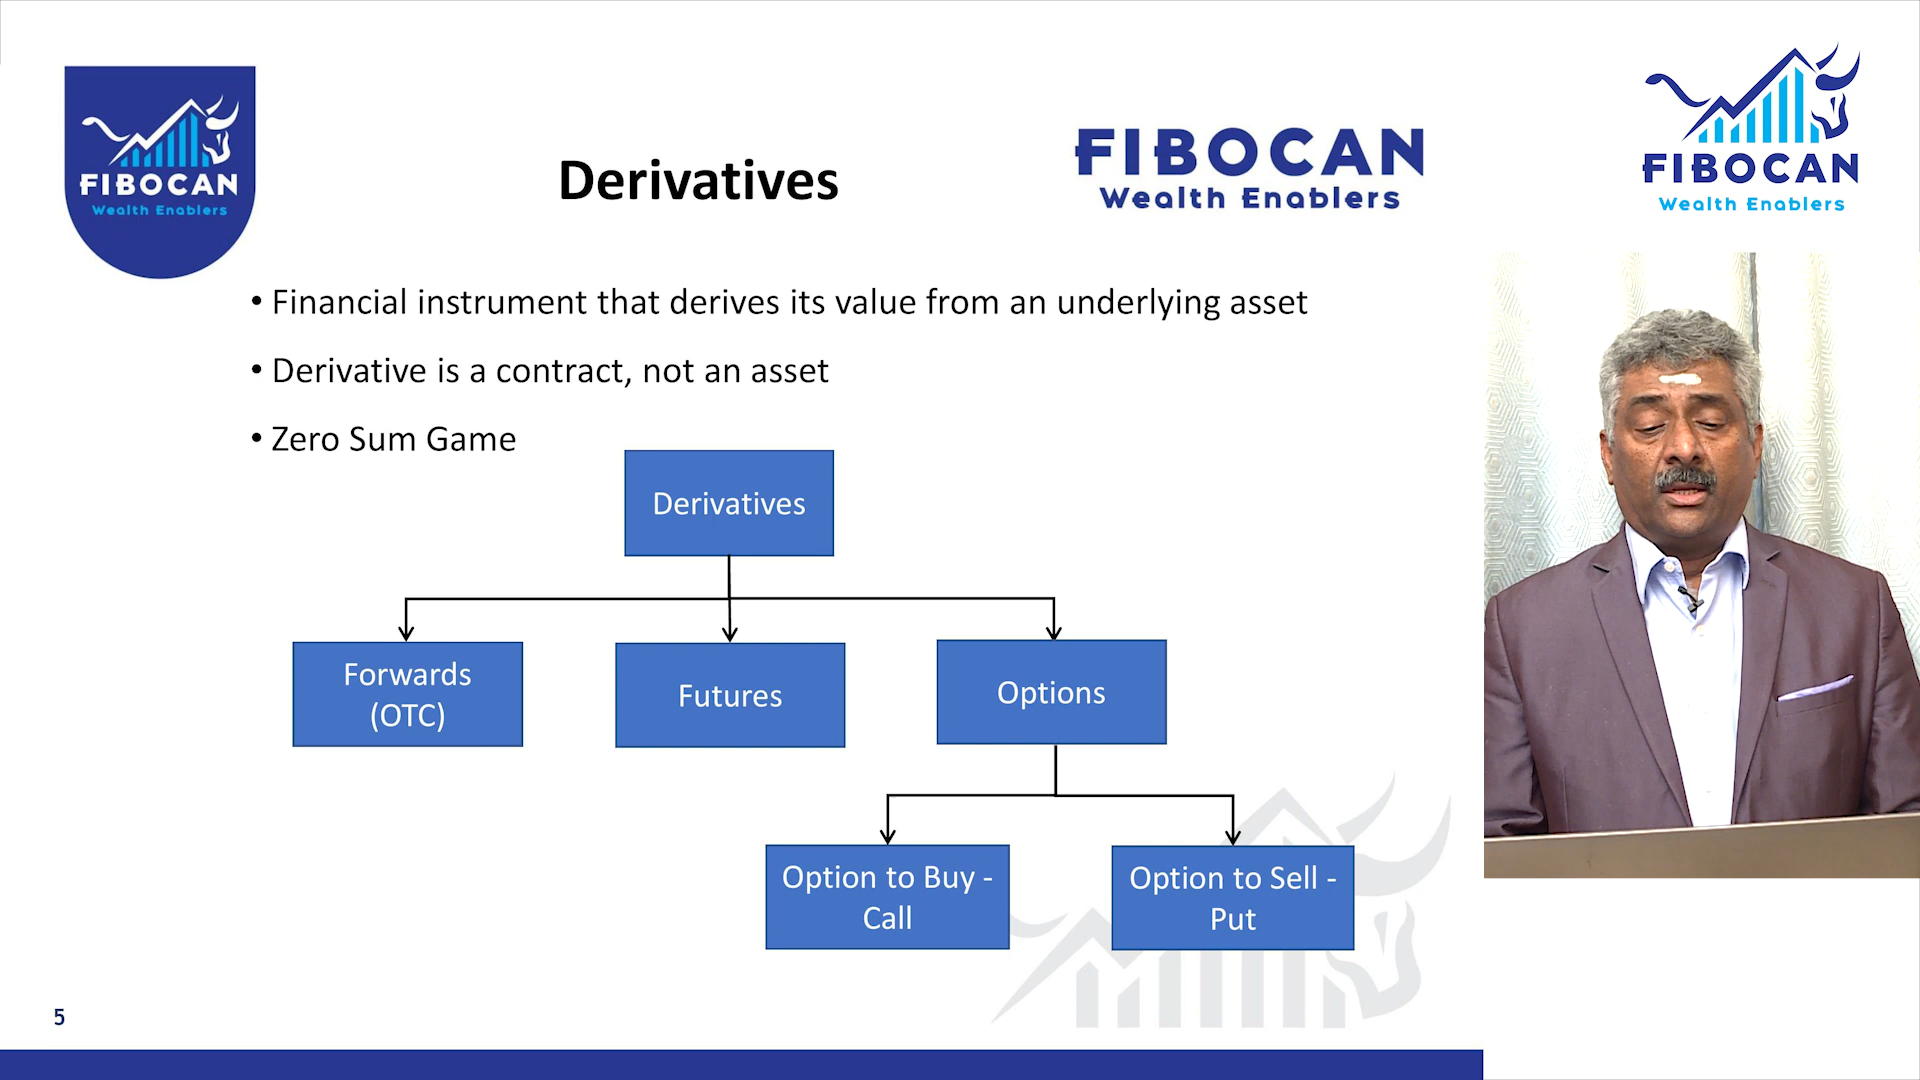 FIBOCAN
Wealth Enablers
Derivatives
FIBOCAN
Wealth Enablers
FIBOCAN
Wealth Enablers
• Financial instrument that derives its value from an underlying asset
• Derivative is a contract, not an asset
• Zero Sum Game
Derivatives
Forwards
(OTC)
Futures
Options
Option to Buy -
Call
Option to Sell -
Put
5